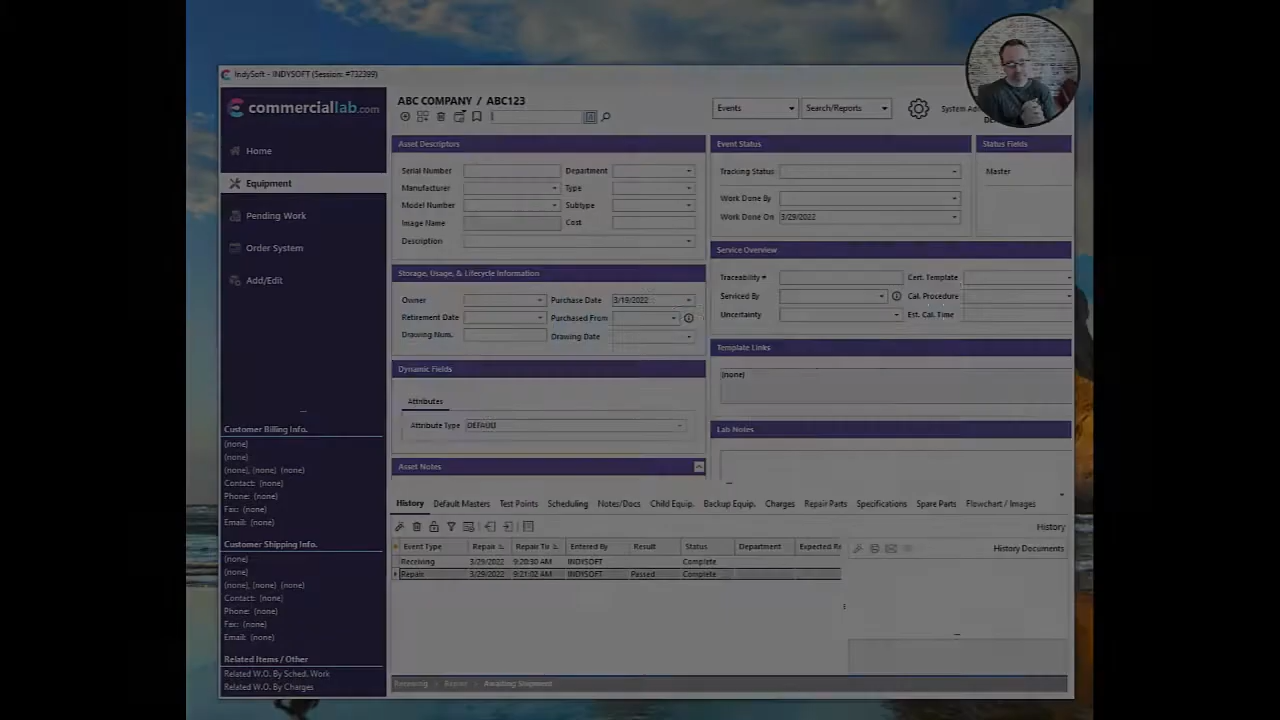 IndySoft - INDYSOFT (Session: #732399)
commerciallab.com
Home
Equipment
Pending Work
Order System
Add/Edit
Customer Billing Info.
(none)
(none)
(none), (none) (none)
Contact: (none)
Phone: (none)
Fax: (none)
Email: (none)
Customer Shipping Info.
(none)
(none)
(none), (none) (none)
Contact: (none)
Phone: (none)
Fax: (none)
Email: (none)
Related Items / Other
Related W.O. By Sched. Work
Related W.O. By Charges
ABC COMPANY / ABC123
Events
Search/Reports
Asset Descriptors
Serial Number Department
Manufacturer Type
Model Number Subtype
Image Name Cost
Description
Storage, Usage, & Lifecycle Information
Owner Purchase Date 3/19/2022
Retirement Date Purchased From
Drawing Num. Drawing Date
Dynamic Fields
Attributes
Attribute Type DEFAULT
Asset Notes
Event Status
Tracking Status
Work Done By
Work Done On 3/29/2022
Status Fields
Master
Service Overview
Traceability # Cert. Template
Serviced By Cal. Procedure
Uncertainty Est. Cal. Time
Template Links
(none)
Lab Notes
History Default Masters Test Points Scheduling Notes/Docs Child Equip. Backup Equip. Charges Repair Parts Specifications Spare Parts Flowchart / Images
History
Event Type Repair Repair Tir Entered By Result Status Department Expected Re
Receiving 3/29/2022 9:20:30 AM INDYSOFT Complete
Repair 3/29/2022 9:21:02 AM INDYSOFT Passed Complete
History Documents
Receiving Repair Awaiting Shipment